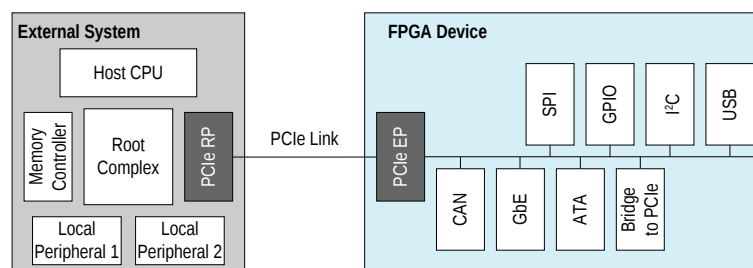 External System
Host CPU
Memory
Controller
Root
Complex
PCIe RP
Local
Peripheral 1
Local
Peripheral 2
PCIe Link
FPGA Device
PCIe EP
SPI
GPIO
I²C
USB
CAN
GbE
ATA
Bridge
to PCIe